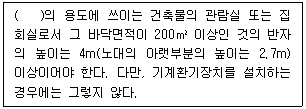 (    )의 용도에 쓰이는 건축물의 관람실 또는 집
회실로서 그 바닥면적이 200㎡ 이상인 것의 반자
의 높이는 4m(노대의 아랫부분의 높이는 2.7m)
이상이어야 한다. 다만, 기계환기장치를 설치하는
경우에는 그렇지 않다.